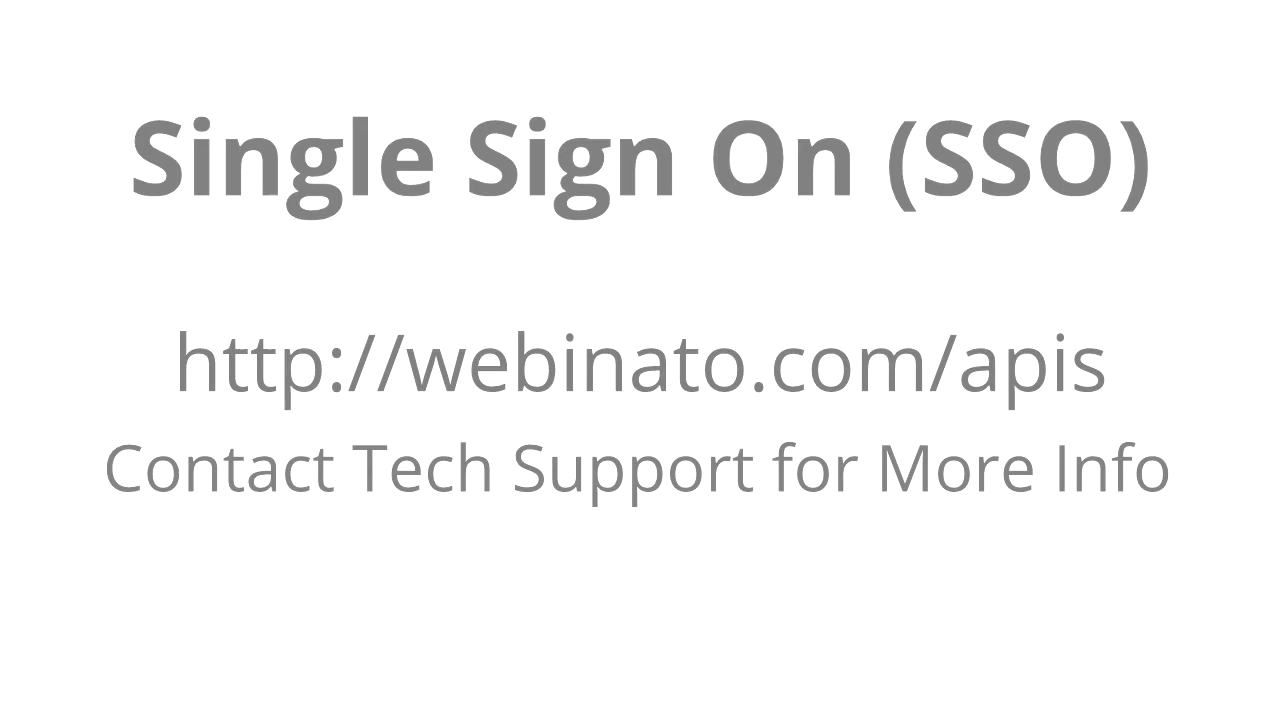 Single Sign On (SSO)
http://webinato.com/apis
Contact Tech Support for More Info